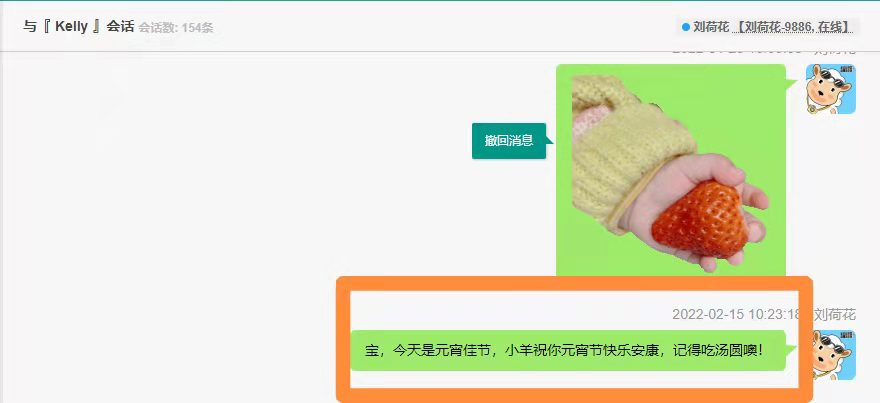 与『 Kelly 』会话 会话数: 154条
刘荷花 【刘荷花-9886, 在线】
刘荷花
撤回消息
2022-02-15 10:23:18 刘荷花
宝，今天是元宵佳节，小羊祝你元宵节快乐安康，记得吃汤圆噢！